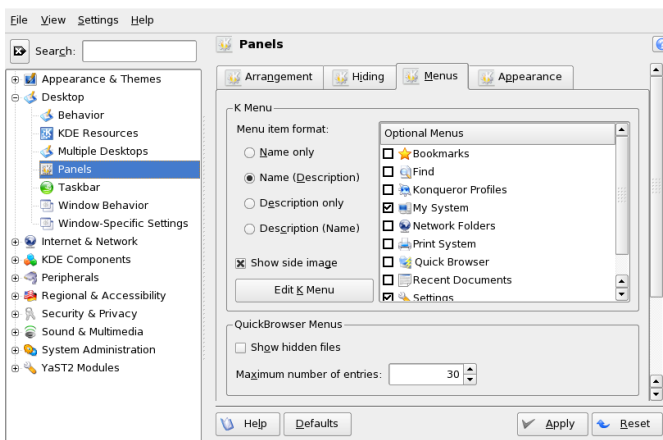 File View Settings Help
Search:
Appearance & Themes
Desktop
Behavior
KDE Resources
Multiple Desktops
Panels
Taskbar
Window Behavior
Window-Specific Settings
Internet & Network
KDE Components
Peripherals
Regional & Accessibility
Security & Privacy
Sound & Multimedia
System Administration
YaST2 Modules
Panels
Arrangement Hiding Menus Appearance
K Menu
Menu item format:
Name only
Name (Description)
Description only
Description (Name)
Show side image
Edit K Menu
Optional Menus
Bookmarks
Find
Konqueror Profiles
My System
Network Folders
Print System
Quick Browser
Recent Documents
Settings
QuickBrowser Menus
Show hidden files
Maximum number of entries: 30
Help Defaults Apply Reset